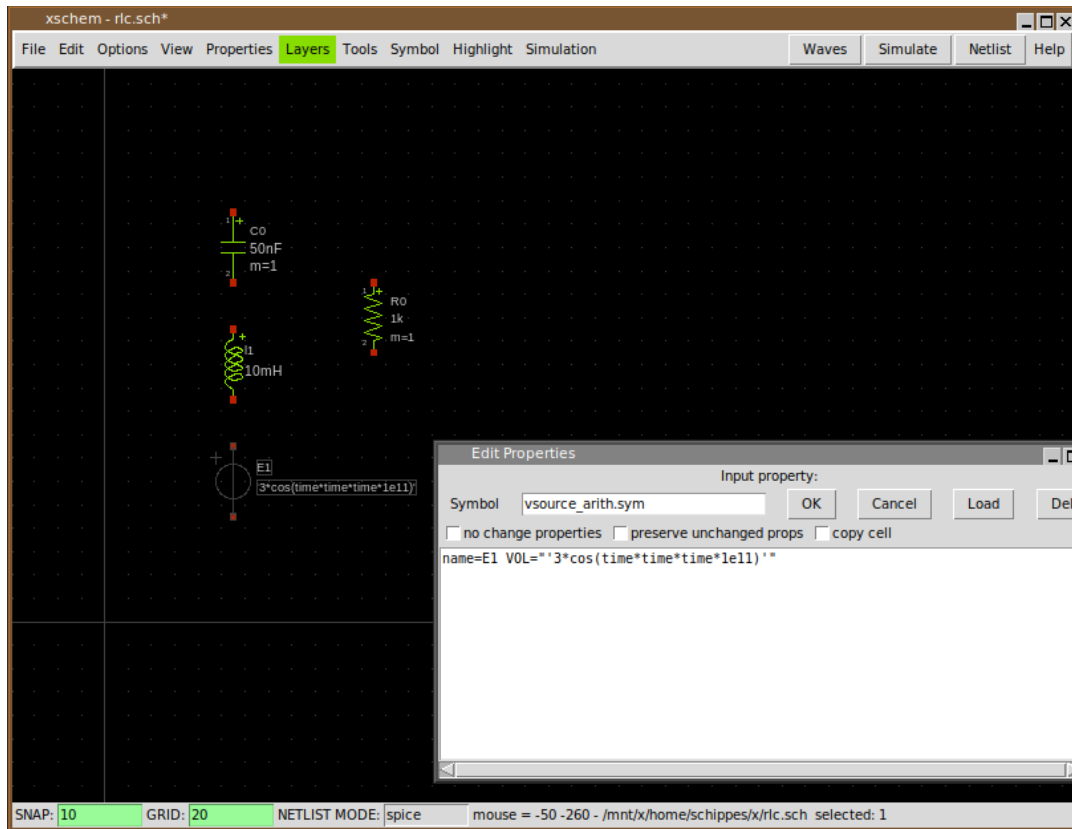 xschem - rlc.sch*
File Edit Options View Properties Layers Tools Symbol Highlight Simulation Waves Simulate Netlist Help
1
+
C0
50nF
2
m=1
1
+
R0
1k
2
m=1
+
l1
10mH
+
E1
'3*cos(time*time*time*1e11)'
Edit Properties
Input property:
Symbol vsource_arith.sym OK Cancel Load Del
no change properties preserve unchanged props copy cell
name=E1 VOL="'3*cos(time*time*time*1e11)'"
SNAP: 10 GRID: 20 NETLIST MODE: spice mouse = -50 -260 - /mnt/x/home/schippes/x/rlc.sch selected: 1